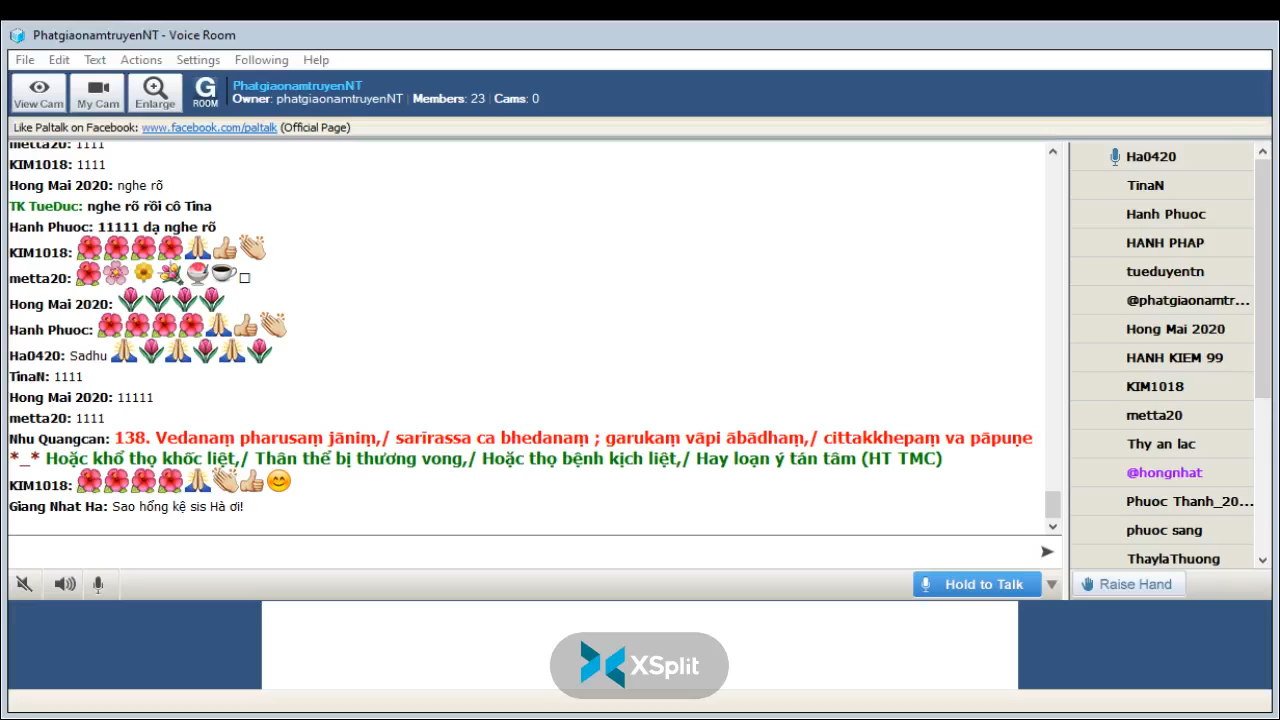 PhatgiaonamtruyenNT - Voice Room
File Edit Text Actions Settings Following Help
View Cam
My Cam
Enlarge
G ROOM
PhatgiaonamtruyenNT
Owner: phatgiaonamtruyenNT | Members: 23 | Cams: 0
Like Paltalk on Facebook: www.facebook.com/paltalk (Official Page)
metta20: 1111
KIM1018: 1111
Hong Mai 2020: nghe rõ
TK TueDuc: nghe rõ rồi cô Tina
Hanh Phuoc: 11111 dạ nghe rõ
KIM1018:
metta20:
Hong Mai 2020:
Hanh Phuoc:
Ha0420: Sadhu
TinaN: 1111
Hong Mai 2020: 11111
metta20: 1111
Nhu Quangcan: 138. Vedanaṃ pharusaṃ jāniṃ,/ sarīrassa ca bhedanaṃ ; garukaṃ vāpi ābādhaṃ,/ cittakkhepaṃ va pāpuṇe
*_* Hoặc khổ thọ khốc liệt,/ Thân thể bị thương vong,/ Hoặc thọ bệnh kịch liệt,/ Hay loạn ý tán tâm (HT TMC)
KIM1018:
Giang Nhat Ha: Sao hổng kệ sis Hà ơi!
Hold to Talk
Ha0420
TinaN
Hanh Phuoc
HANH PHAP
tueduyentn
@phatgiaonamtr...
Hong Mai 2020
HANH KIEM 99
KIM1018
metta20
Thy an lac
@hongnhat
Phuoc Thanh_20...
phuoc sang
ThaylaThuong
Raise Hand
XSplit